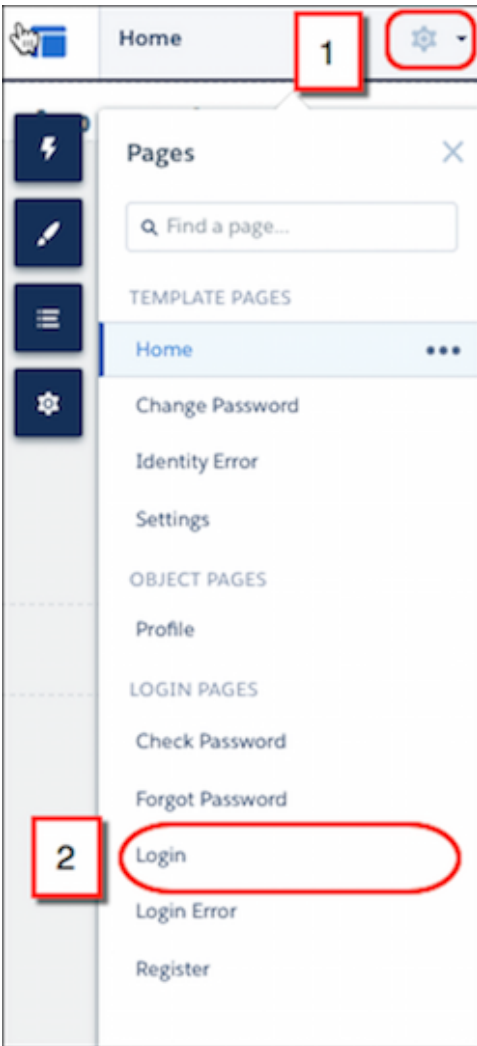 Home
1
Pages
Find a page...
TEMPLATE PAGES
Home
Change Password
Identity Error
Settings
OBJECT PAGES
Profile
LOGIN PAGES
Check Password
Forgot Password
2
Login
Login Error
Register